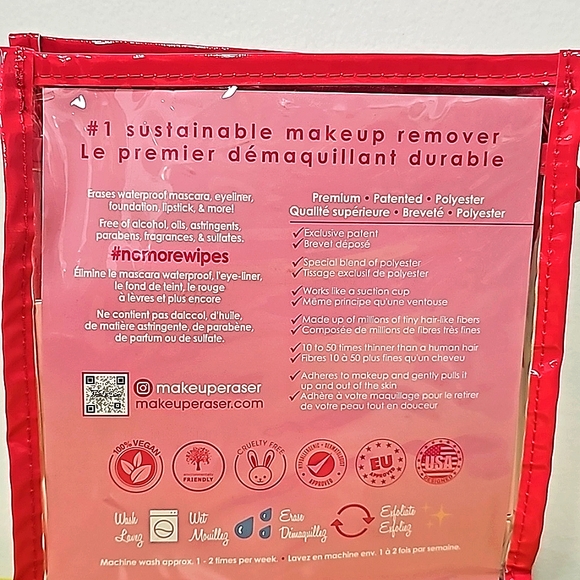 #1 sustainable makeup remover
Le premier démaquillant durable
Erases waterproof mascara, eyeliner,
foundation, lipstick, & more!
Free of alcohol, oils, astringents,
parabens, fragrances, & sulfates.
#nomorewipes
Élimine le mascara waterproof, l'eye-liner,
le fond de teint, le rouge
à lèvres et plus encore
Ne contient pas dalccol, d'huile,
de matière astringente, de parabène,
de parfum ou de sulfate.
makeuperaser
makeuperaser.com
Premium • Patented • Polyester
Qualité supérieure • Breveté • Polyester
Exclusive patent
Brevet déposé
Special blend of polyester
Tissage exclusif de polyester
Works like a suction cup
Même principe qu'une ventouse
Made up of millions of tiny hair-like fibers
Composée de millions de fibres très fines
10 to 50 times thinner than a human hair
Fibres 10 à 50 plus fines qu'un cheveu
Adheres to makeup and gently pulls it
up and out of the skin
Adhère à votre maquillage pour le retirer
de votre peau tout en douceur
100% VEGAN
ENVIRONMENTALLY
FRIENDLY
CRUELTY FREE
HYPOALLERGENIC • DERMATOLOGY
APPROVED
EU
APPROVED
USA
DESIGNED
Wash
Lavez
Wet
Mouillez
Erase
Démaquillez
Exfoliate
Exfoliez
Machine wash approx. 1 - 2 times per week. • Lavez en machine env. 1 à 2 fois par semaine.